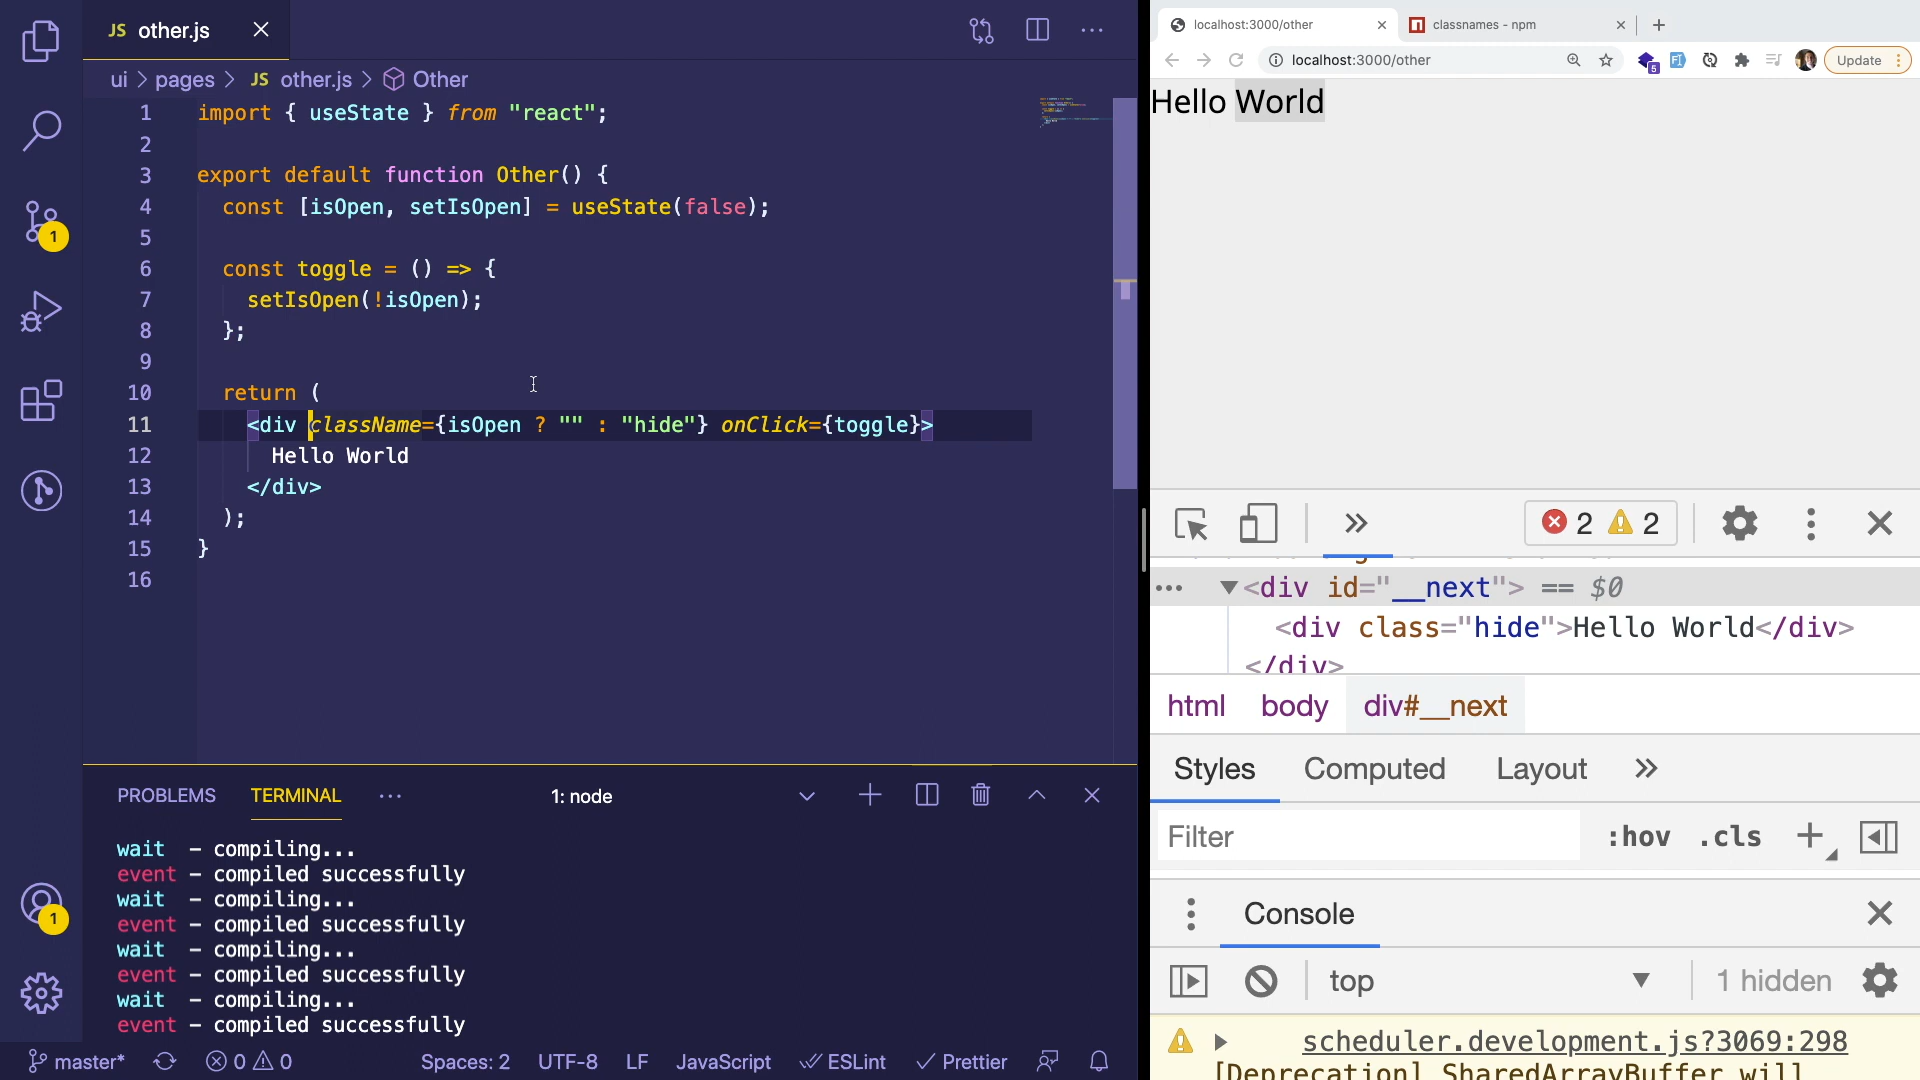 JS other.js
ui > pages > JS other.js > Other
1 import { useState } from "react";
2
3 export default function Other() {
4 const [isOpen, setIsOpen] = useState(false);
5
6 const toggle = () => {
7 setIsOpen(!isOpen);
8 };
9
10 return (
11 <div className={isOpen ? "" : "hide"} onClick={toggle}>
12 Hello World
13 </div>
14 );
15 }
16
1
1
PROBLEMS TERMINAL ··· 1: node
wait - compiling...
event - compiled successfully
wait - compiling...
event - compiled successfully
wait - compiling...
event - compiled successfully
wait - compiling...
event - compiled successfully
master* 0 0 Spaces: 2 UTF-8 LF JavaScript ESLint Prettier
localhost:3000/other classnames - npm
localhost:3000/other 5 Update
Hello World
2 2
··· <div id="__next"> == $0
<div class="hide">Hello World</div>
</div>
html body div#__next
Styles Computed Layout
Filter :hov .cls
Console
top 1 hidden
scheduler.development.js?3069:298
[Deprecation] SharedArrayBuffer will